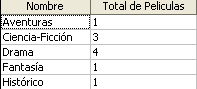 Nombre Total de Peliculas
Aventuras 1
Ciencia-Ficción 3
Drama 4
Fantasía 1
Histórico 1